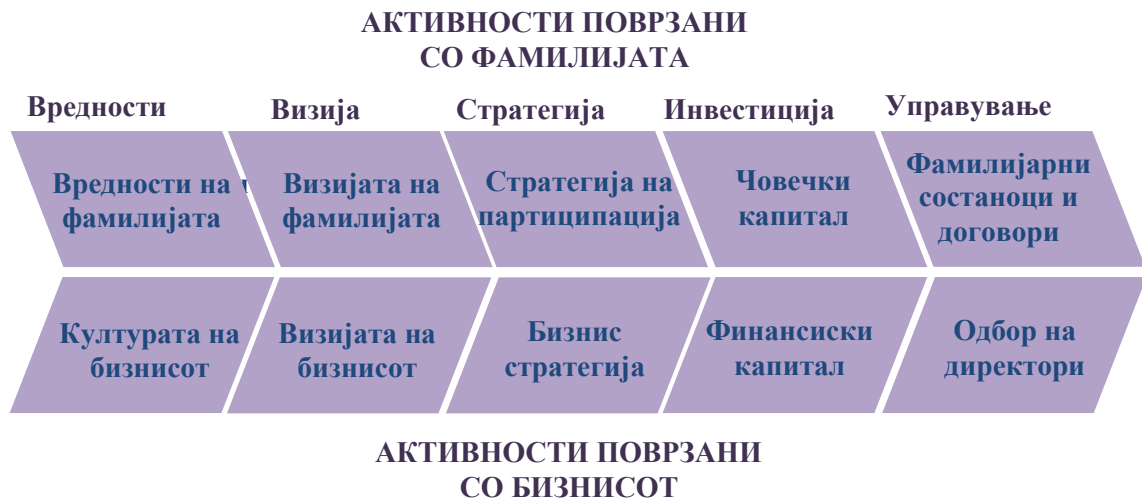 АКТИВНОСТИ ПОВРЗАНИ
СО ФАМИЛИЈАТА
Вредности
Визија
Стратегија
Инвестиција
Управување
Вредности на
фамилијата
Визијата на
фамилијата
Стратегија на
партиципација
Човечки
капитал
Фамилијарни
состаноци и
договори
Културата на
бизнисот
Визијата на
бизнисот
Бизнис
стратегија
Финансиски
капитал
Одбор на
директори
АКТИВНОСТИ ПОВРЗАНИ
СО БИЗНИСОТ